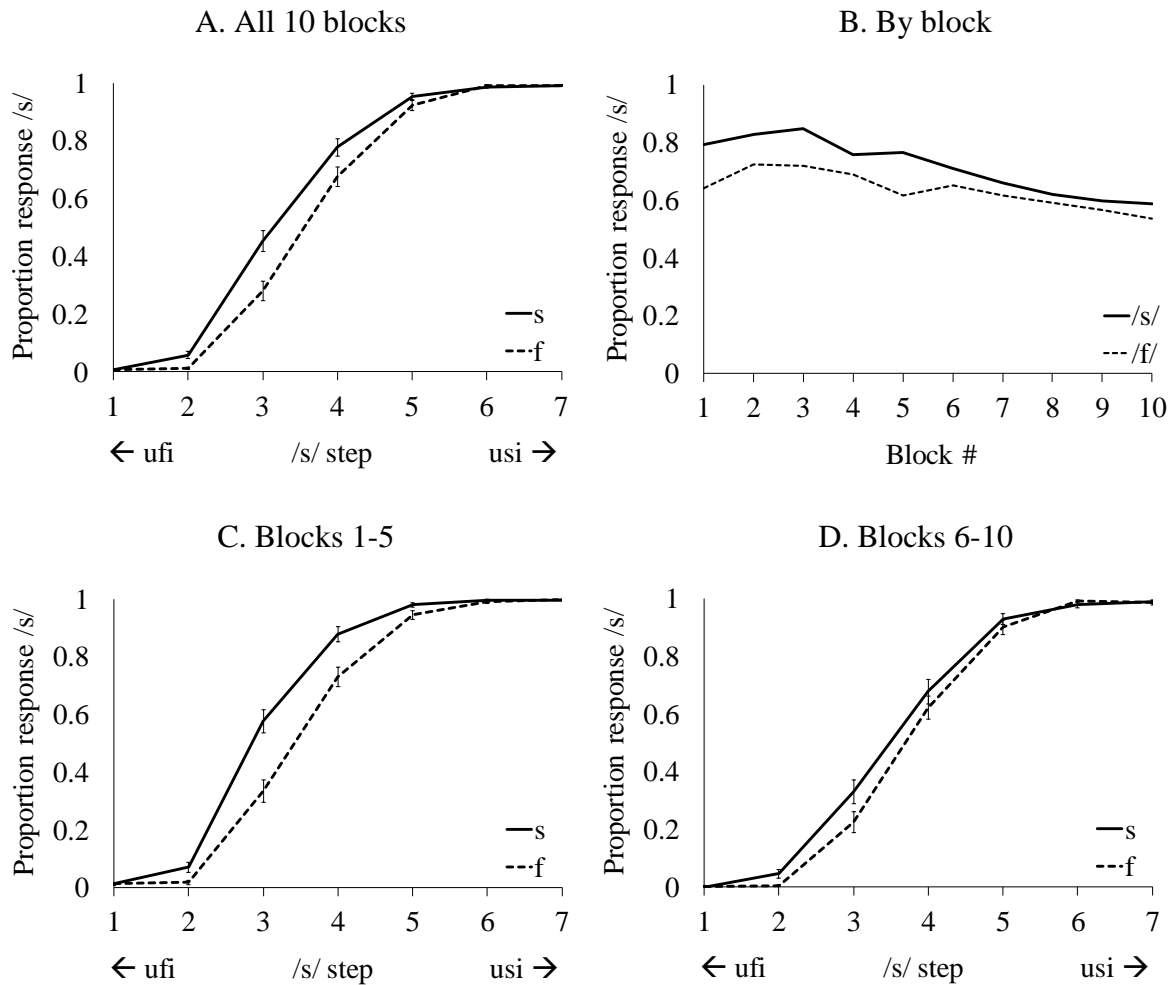 A. All 10 blocks
Proportion response /s/
1
0.8
0.6
0.4
0.2
0
s
f
1 2 3 4 5 6 7
← ufi /s/ step usi →
B. By block
Proportion response /s/
1
0.8
0.6
0.4
0.2
0
/s/
/f/
1 2 3 4 5 6 7 8 9 10
Block #
C. Blocks 1-5
Proportion response /s/
1
0.8
0.6
0.4
0.2
0
s
f
1 2 3 4 5 6 7
← ufi /s/ step usi →
D. Blocks 6-10
Proportion response /s/
1
0.8
0.6
0.4
0.2
0
s
f
1 2 3 4 5 6 7
← ufi /s/ step usi →